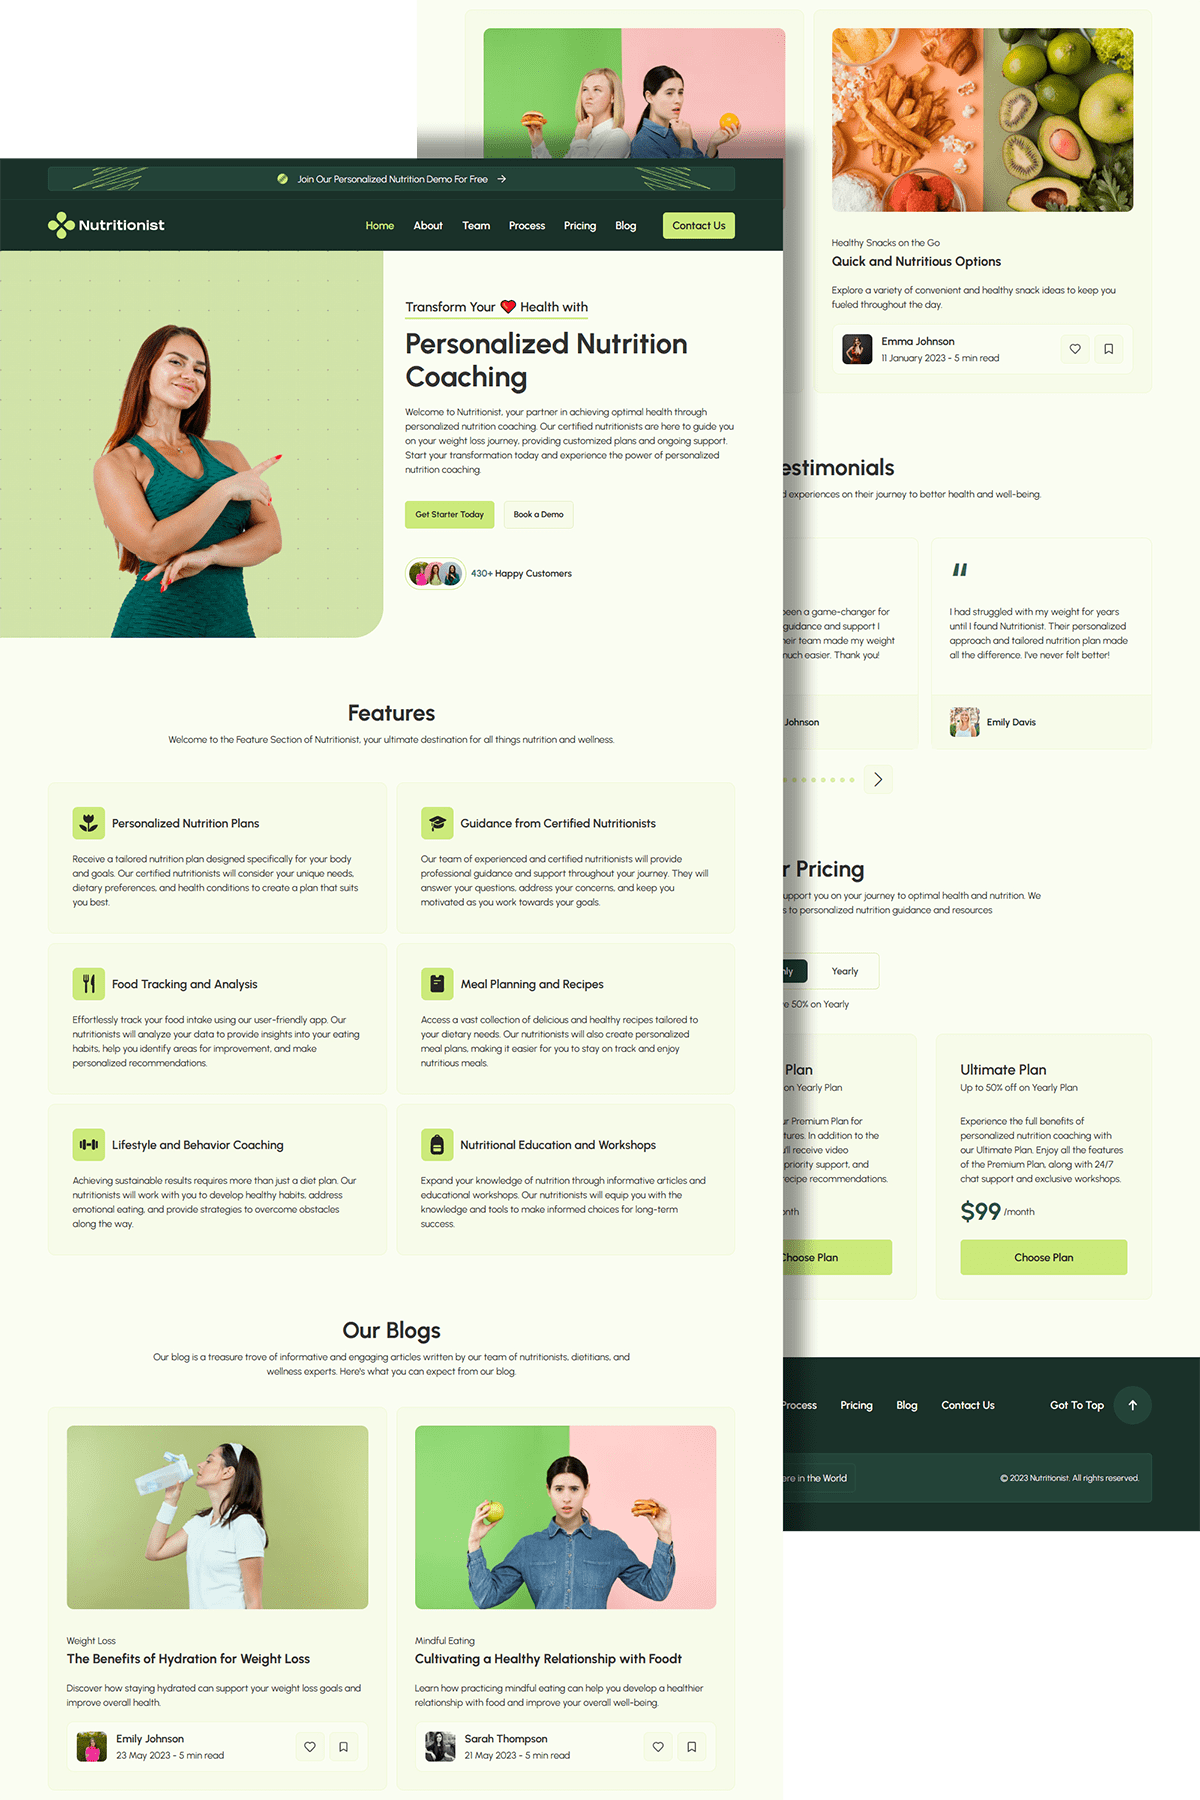 Join Our Personalized Nutrition Demo For Free
Nutritionist
Home About Team Process Pricing Blog Contact Us
Transform Your Health with
Personalized Nutrition
Coaching
Welcome to Nutritionist, your partner in achieving optimal health through
personalized nutrition coaching. Our certified nutritionists are here to guide you
on your weight loss journey, providing customized plans and ongoing support.
Start your transformation today and experience the power of personalized
nutrition coaching.
Get Starter Today Book a Demo
430+ Happy Customers
Features
Welcome to the Feature Section of Nutritionist, your ultimate destination for all things nutrition and wellness.
Personalized Nutrition Plans
Receive a tailored nutrition plan designed specifically for your body
and goals. Our certified nutritionists will consider your unique needs,
dietary preferences, and health conditions to create a plan that suits
you best.
Guidance from Certified Nutritionists
Our team of experienced and certified nutritionists will provide
professional guidance and support throughout your journey. They will
answer your questions, address your concerns, and keep you
motivated as you work towards your goals.
Food Tracking and Analysis
Effortlessly track your food intake using our user-friendly app. Our
nutritionists will analyze your data to provide insights into your eating
habits, help you identify areas for improvement, and make
personalized recommendations.
Meal Planning and Recipes
Access a vast collection of delicious and healthy recipes tailored to
your dietary needs. Our nutritionists will also create personalized
meal plans, making it easier for you to stay on track and enjoy
nutritious meals.
Lifestyle and Behavior Coaching
Achieving sustainable results requires more than just a diet plan. Our
nutritionists will work with you to develop healthy habits, address
emotional eating, and provide strategies to overcome obstacles
along the way.
Nutritional Education and Workshops
Expand your knowledge of nutrition through informative articles and
educational workshops. Our nutritionists will equip you with the
knowledge and tools to make informed choices for long-term
success.
Our Blogs
Our blog is a treasure trove of informative and engaging articles written by our team of nutritionists, dietitians, and
wellness experts. Here's what you can expect from our blog.
Weight Loss
The Benefits of Hydration for Weight Loss
Discover how staying hydrated can support your weight loss goals and
improve overall health.
Emily Johnson
23 May 2023 - 5 min read
Mindful Eating
Cultivating a Healthy Relationship with Foodt
Learn how practicing mindful eating can help you develop a healthier
relationship with food and improve your overall well-being.
Sarah Thompson
21 May 2023 - 5 min read
Healthy Snacks on the Go
Quick and Nutritious Options
Explore a variety of convenient and healthy snack ideas to keep you
fueled throughout the day.
Emma Johnson
11 January 2023 - 5 min read
estimonials
d experiences on their journey to better health and well-being.
een a game-changer for
guidance and support I
eir team made my weight
uch easier. Thank you!
Johnson
"
I had struggled with my weight for years
until I found Nutritionist. Their personalized
approach and tailored nutrition plan made
all the difference. I've never felt better!
Emily Davis
r Pricing
upport you on your journey to optimal health and nutrition. We
s to personalized nutrition guidance and resources
ly Yearly
e 50% on Yearly
Plan
on Yearly Plan
ur Premium Plan for
tures. In addition to the
'll receive video
priority support, and
ecipe recommendations.
onth
Choose Plan
Ultimate Plan
Up to 50% off on Yearly Plan
Experience the full benefits of
personalized nutrition coaching with
our Ultimate Plan. Enjoy all the features
of the Premium Plan, along with 24/7
chat support and exclusive workshops.
$99 /month
Choose Plan
Process Pricing Blog Contact Us Got To Top
ere in the World
© 2023 Nutritionist. All rights reserved.